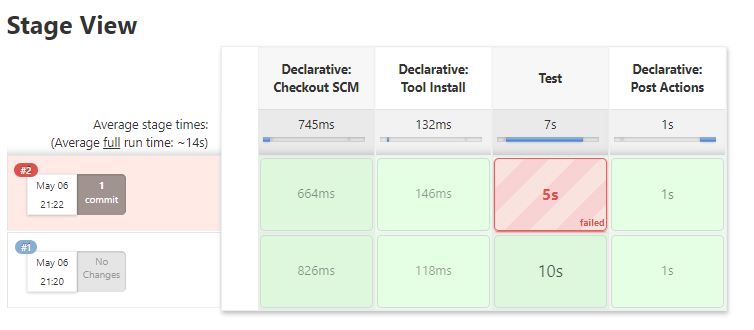 Stage View
Declarative:
Checkout SCM
Declarative:
Tool Install
Test
Declarative:
Post Actions
Average stage times:
(Average full run time: ~14s)
745ms
132ms
7s
1s
#2
May 06
21:22
1
commit
664ms
146ms
5s
failed
1s
#1
May 06
21:20
No
Changes
826ms
118ms
10s
1s